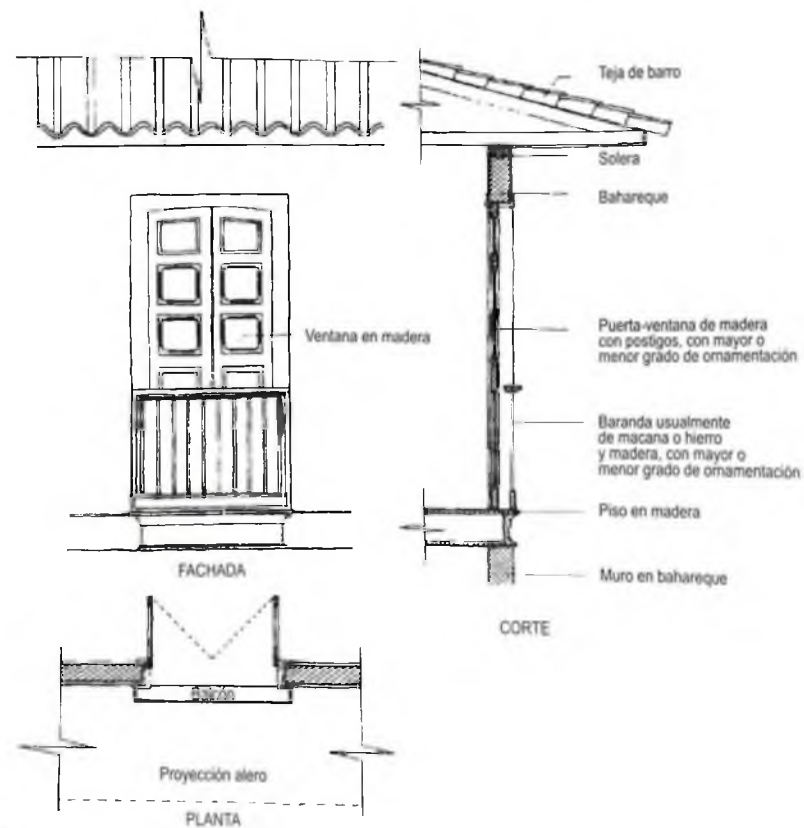 Teja de barro
Solera
Bahareque
Ventana en madera
Puerta-ventana de madera
con postigos, con mayor o
menor grado de ornamentación
Baranda usualmente
de macana o hierro
y madera, con mayor o
menor grado de ornamentación
Piso en madera
Muro en bahareque
FACHADA
CORTE
Balcón
Proyección alero
PLANTA